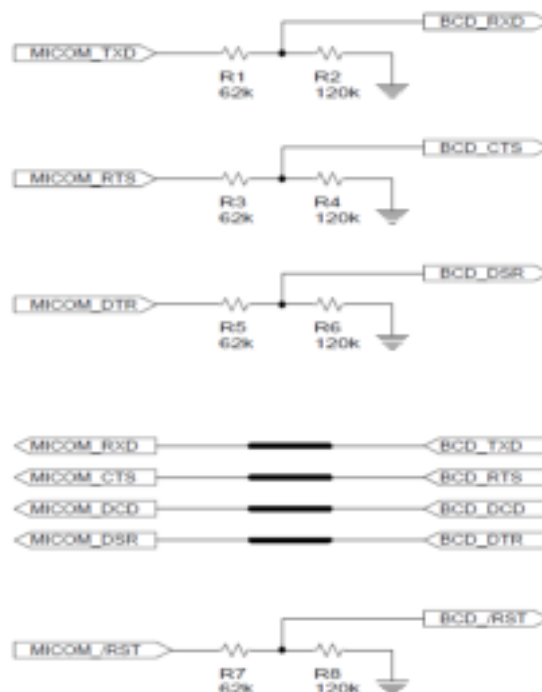 BCD_RXD
MICOM_TXD
R1 R2
62k 120k
BCD_CTS
MICOM_RTS
R3 R4
62k 120k
BCD_DSR
MICOM_DTR
R5 R6
62k 120k
MICOM_RXD BCD_TXD
MICOM_CTS BCD_RTS
MICOM_DCD BCD_DCD
MICOM_DSR BCD_DTR
BCD_/RST
MICOM_/RST
R7 R8
62k 120k